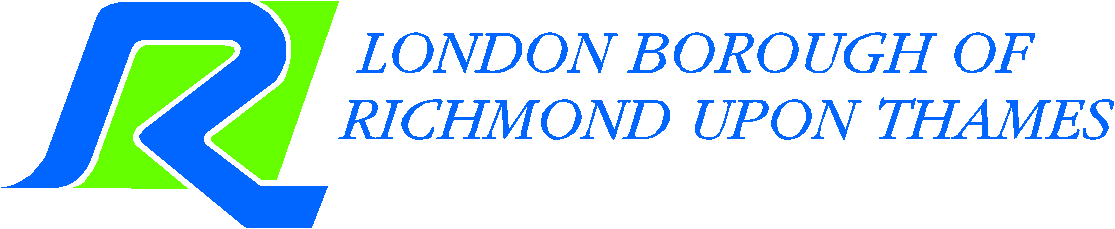 LONDON BOROUGH OF
RICHMOND UPON THAMES